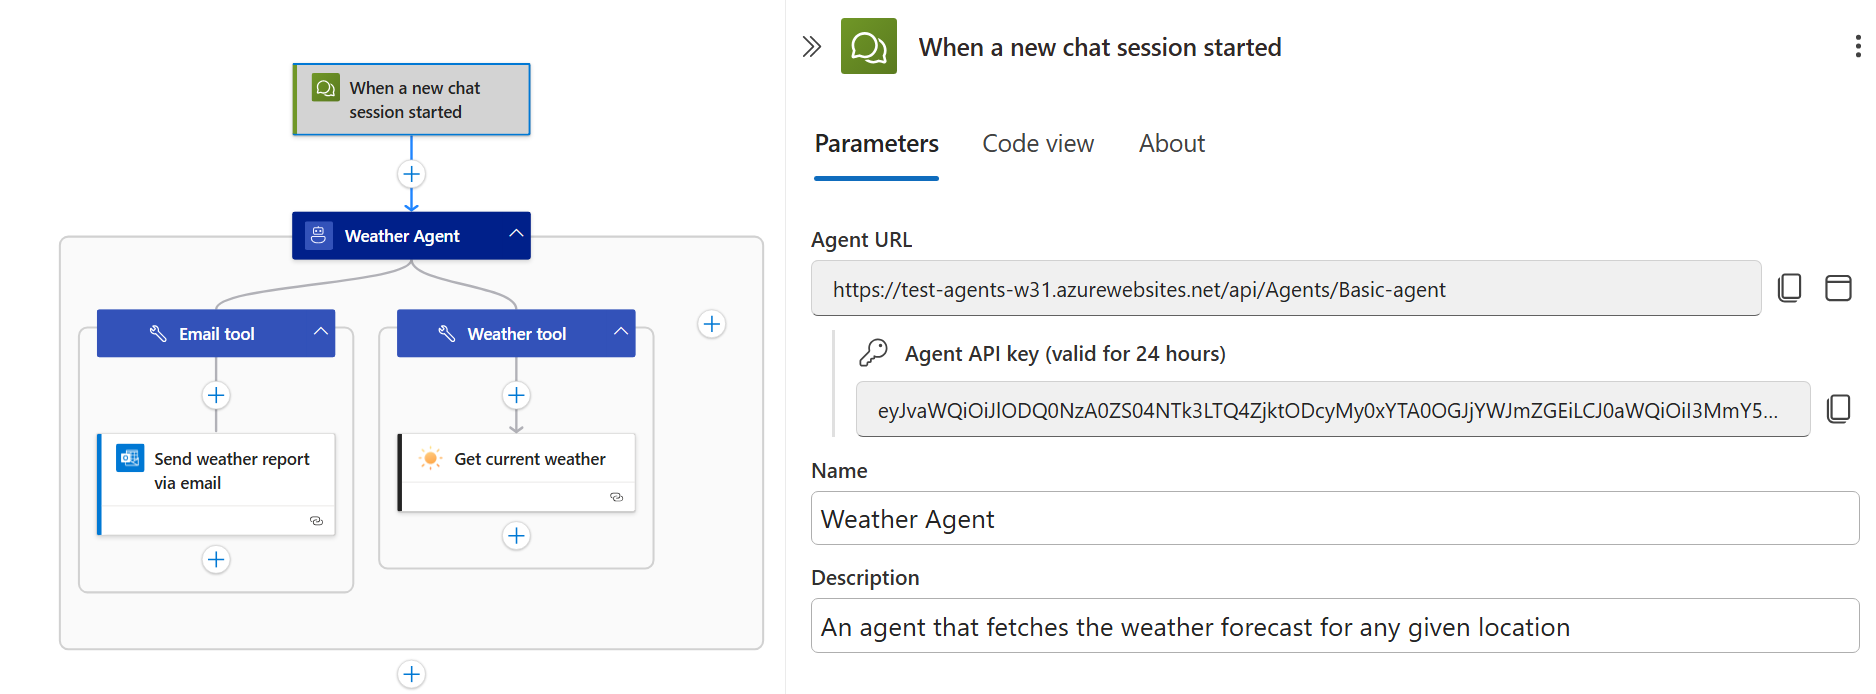 When a new chat
session started
Weather Agent
Email tool
Weather tool
Send weather report
via email
Get current weather
When a new chat session started
Parameters
Code view
About
Agent URL
https://test-agents-w31.azurewebsites.net/api/Agents/Basic-agent
Agent API key (valid for 24 hours)
eyJvaWQiOiJlODQ0NzA0ZS04NTk3LTQ4ZjktODcyMy0xYTA0OGJjYWJmZGEiLCJ0aWQiOiI3MmY5...
Name
Weather Agent
Description
An agent that fetches the weather forecast for any given location